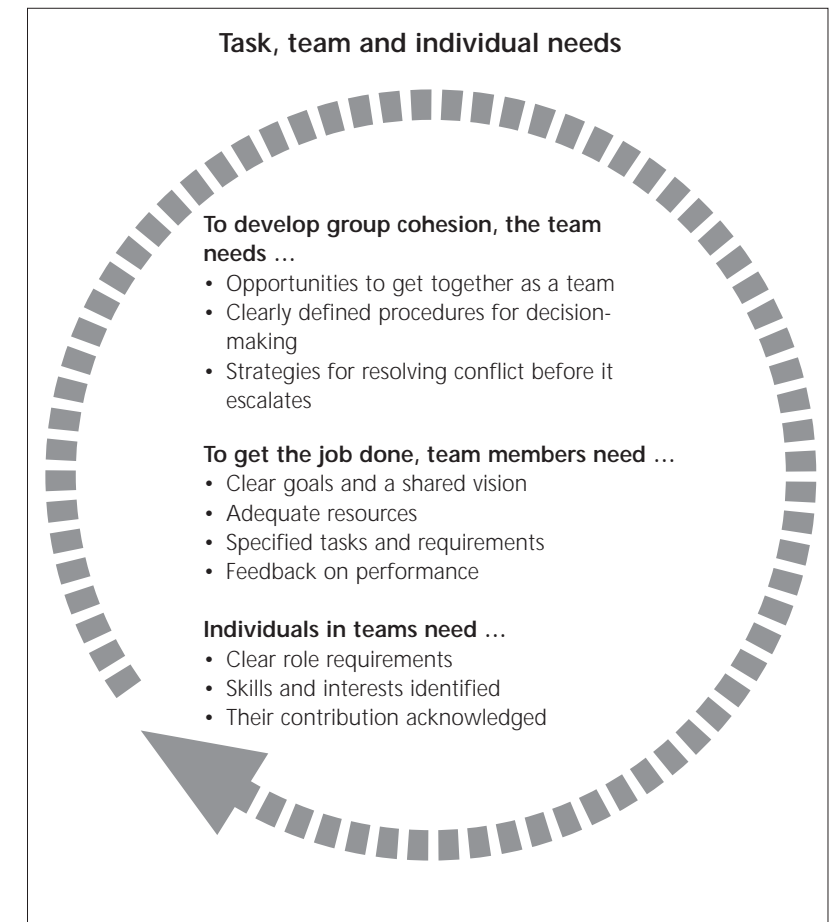 Task, team and individual needs
To develop group cohesion, the team
needs …
• Opportunities to get together as a team
• Clearly defined procedures for decision-
making
• Strategies for resolving conflict before it
escalates
To get the job done, team members need …
• Clear goals and a shared vision
• Adequate resources
• Specified tasks and requirements
• Feedback on performance
Individuals in teams need …
• Clear role requirements
• Skills and interests identified
• Their contribution acknowledged